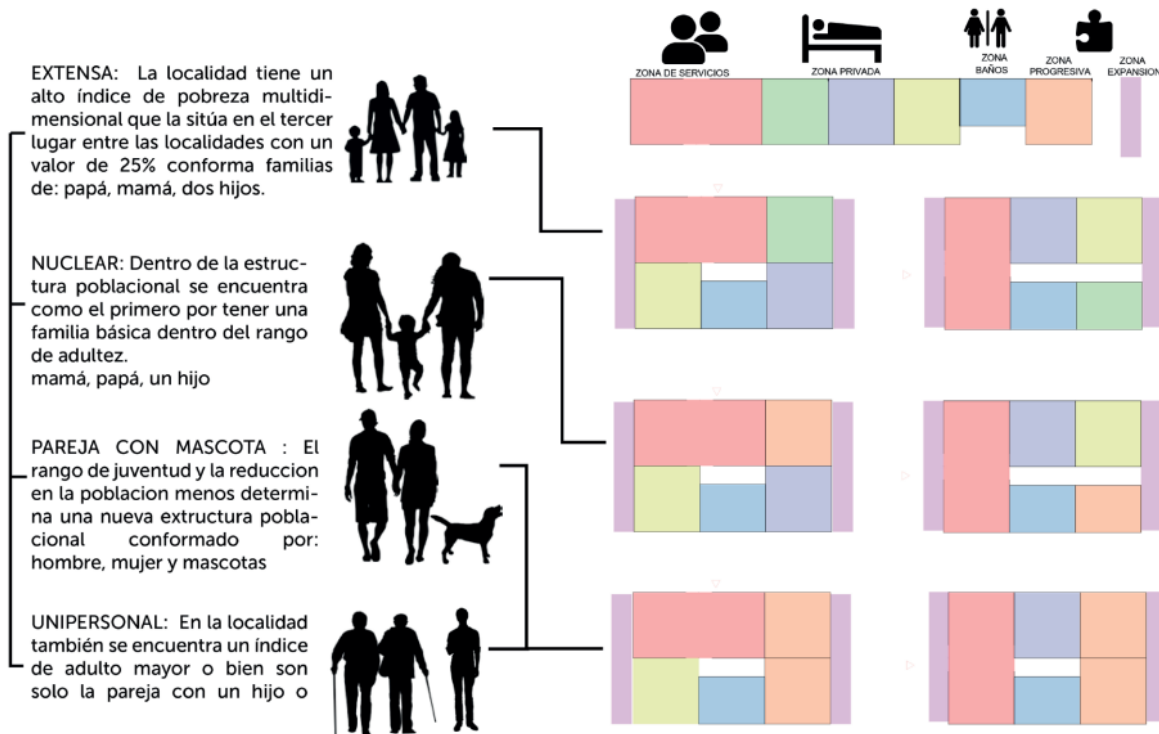 EXTENSA: La localidad tiene un
alto índice de pobreza multidi-
mensional que la sitúa en el tercer
lugar entre las localidades con un
valor de 25% conforma familias
de: papá, mamá, dos hijos.
NUCLEAR: Dentro de la estruc-
tura poblacional se encuentra
como el primero por tener una
familia básica dentro del rango
de adultez.
mamá, papá, un hijo
PAREJA CON MASCOTA : El
rango de juventud y la reduccion
en la poblacion menos determi-
na una nueva extructura pobla-
cional conformado por:
hombre, mujer y mascotas
UNIPERSONAL: En la localidad
también se encuentra un índice
de adulto mayor o bien son
solo la pareja con un hijo o
ZONA DE SERVICIOS
ZONA PRIVADA
ZONA
BAÑOS
ZONA
PROGRESIVA
ZONA
EXPANSION